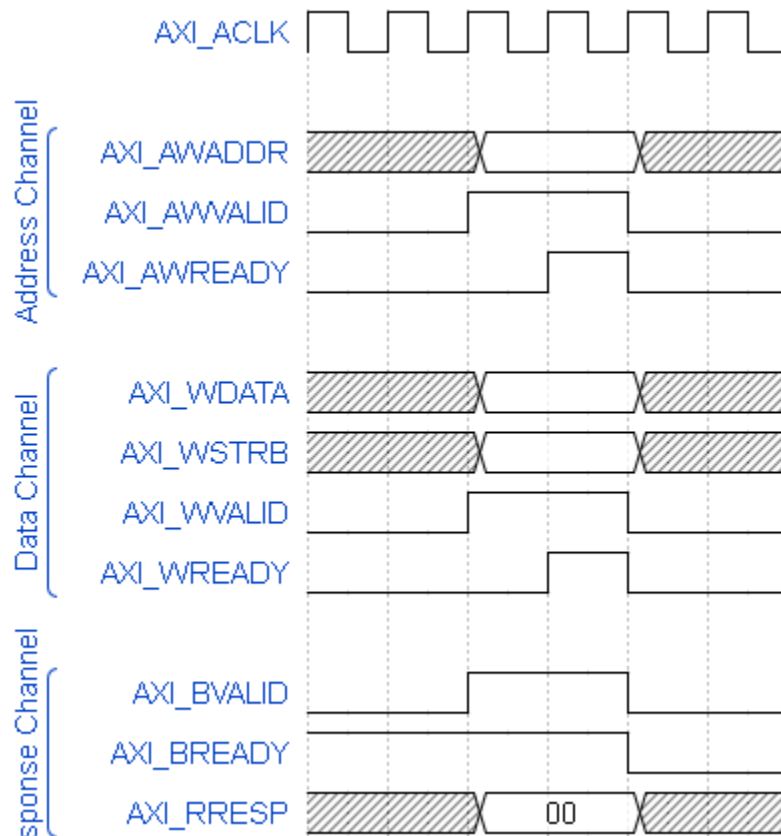 AXI_ACLK
Address Channel
AXI_AWADDR
AXI_AWVALID
AXI_AWREADY
Data Channel
AXI_WDATA
AXI_WSTRB
AXI_WVALID
AXI_WREADY
sponse Channel
AXI_BVALID
AXI_BREADY
AXI_RRESP
00